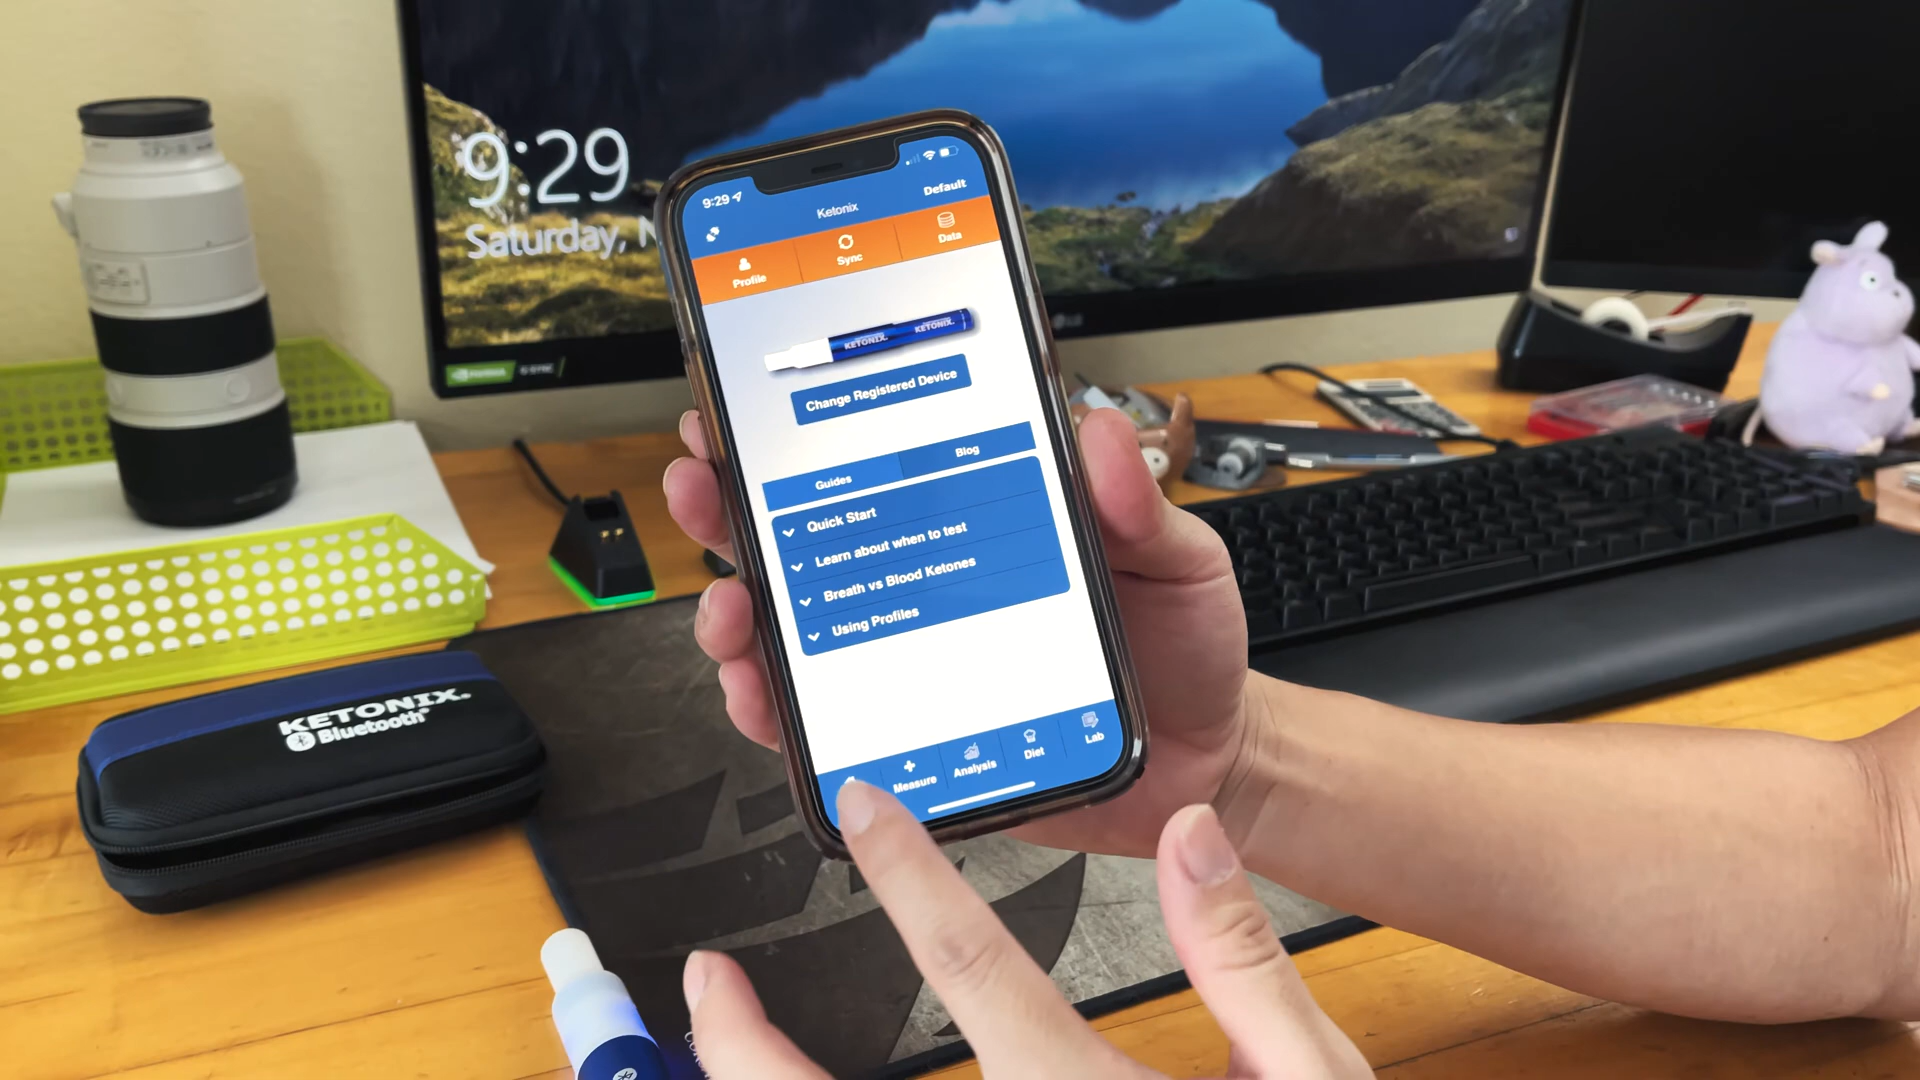 9:29
Saturday, N
9:29
Default
Ketonix
Profile
Sync
Data
KETONIX.
KETONIX.
Change Registered Device
Guides
Blog
Quick Start
Learn about when to test
Breath vs Blood Ketones
Using Profiles
Measure
Analysis
Diet
Lab
KETONIX®
Bluetooth®
LG